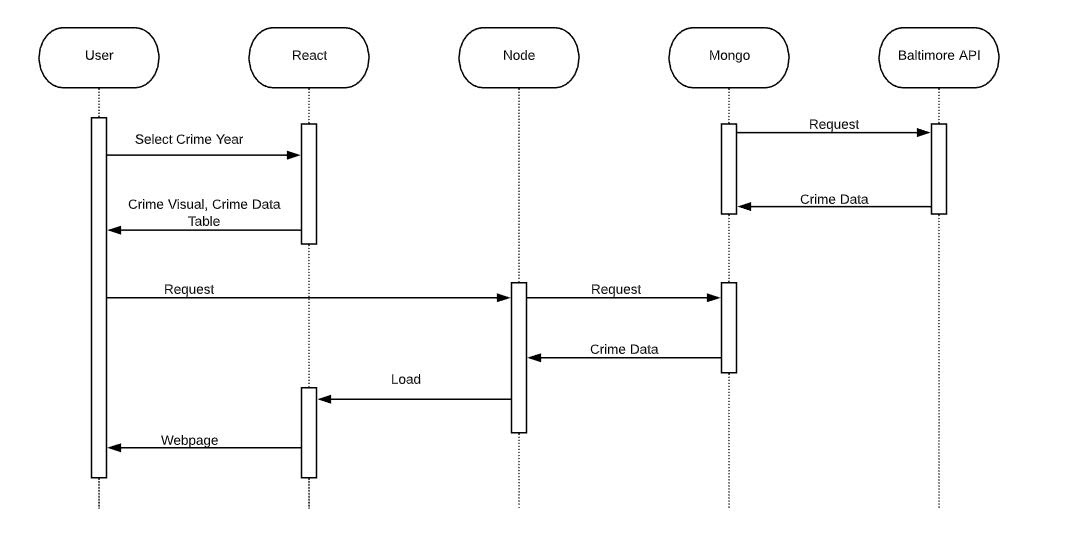 User
React
Node
Mongo
Baltimore API
Request
Select Crime Year
Crime Data
Crime Visual, Crime Data
Table
Request
Request
Crime Data
Load
Webpage